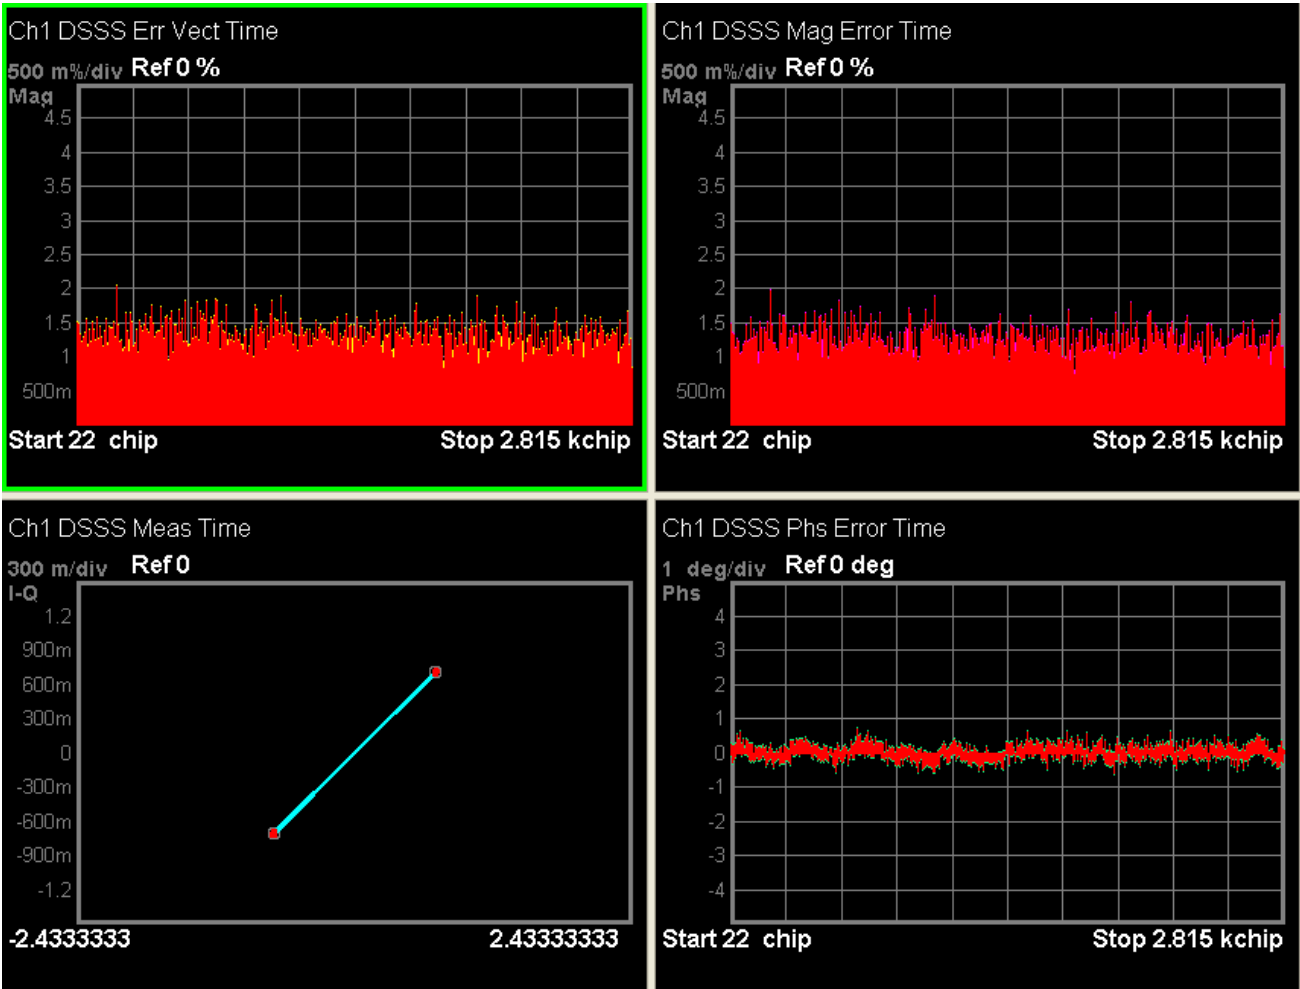 Ch1 DSSS Err Vect Time
500 m%/div Ref 0 %
Mag
4.5
4
3.5
3
2.5
2
1.5
1
500m
Start 22 chip Stop 2.815 kchip
Ch1 DSSS Mag Error Time
500 m%/div Ref 0 %
Mag
4.5
4
3.5
3
2.5
2
1.5
1
500m
Start 22 chip Stop 2.815 kchip
Ch1 DSSS Meas Time
300 m/div Ref 0
I-Q
1.2
900m
600m
300m
0
-300m
-600m
-900m
-1.2
-2.4333333 2.43333333
Ch1 DSSS Phs Error Time
1 deg/div Ref 0 deg
Phs
4
3
2
1
0
-1
-2
-3
-4
Start 22 chip Stop 2.815 kchip